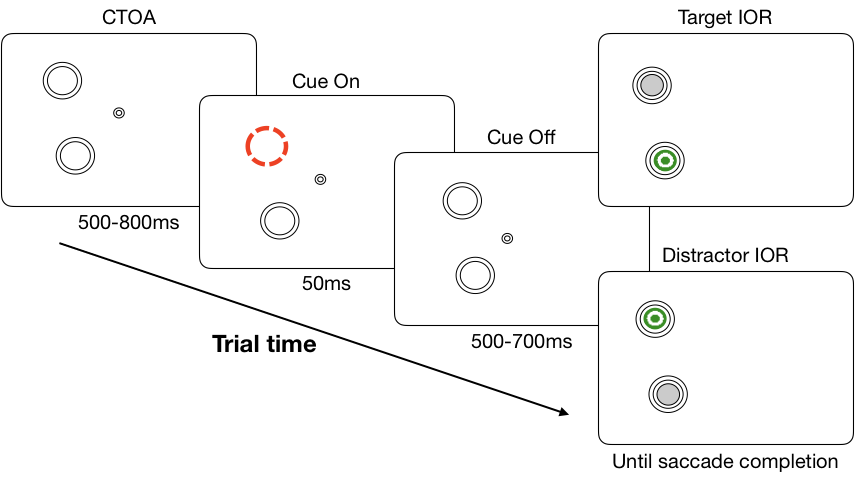 CTOA
Target IOR
Cue On
Cue Off
500-800ms
Distractor IOR
50ms
Trial time
500-700ms
Until saccade completion